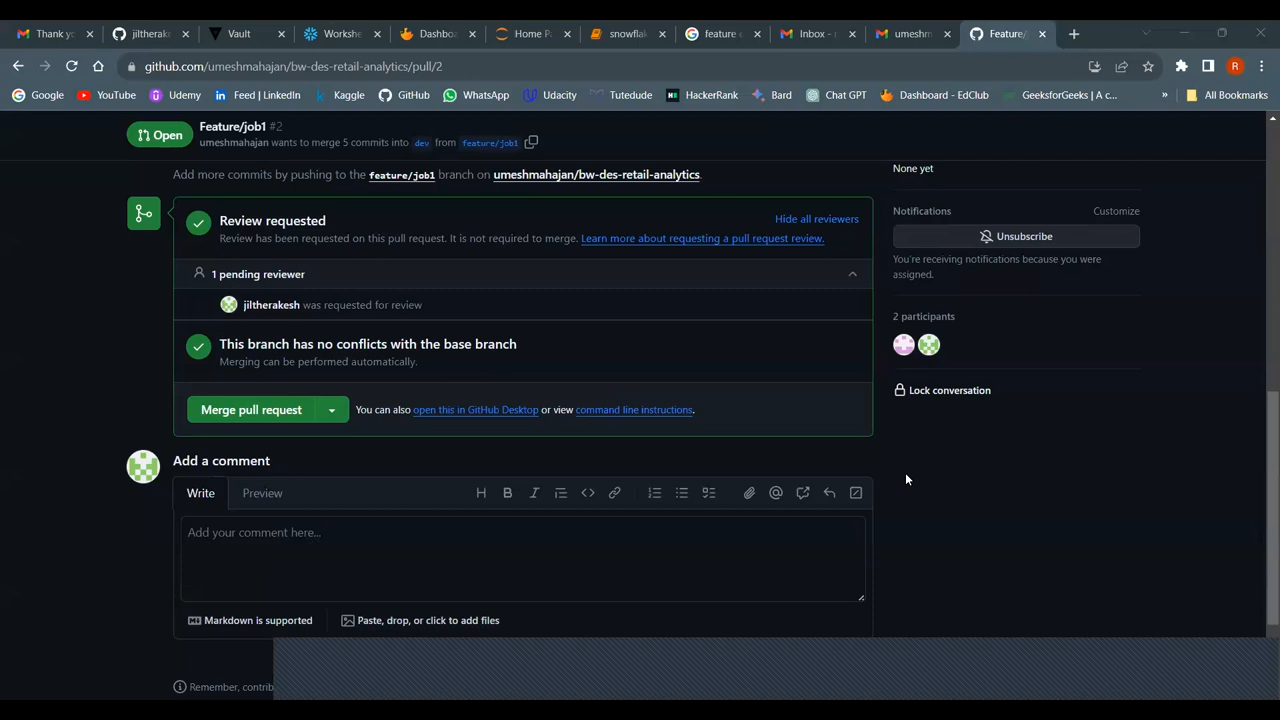 Thank yo
jiltherake
Vault
Workshe
Dashboa
Home P
snowflak
feature o
Inbox -
umeshm
Feature/
github.com/umeshmahajan/bw-des-retail-analytics/pull/2
R
Google
YouTube
Udemy
Feed | LinkedIn
Kaggle
GitHub
WhatsApp
Udacity
Tutedude
HackerRank
Bard
Chat GPT
Dashboard - EdClub
GeeksforGeeks | A c...
»
All Bookmarks
Open
Feature/job1 #2
umeshmahajan wants to merge 5 commits into dev from feature/job1
Add more commits by pushing to the feature/job1 branch on umeshmahajan/bw-des-retail-analytics.
Review requested
Hide all reviewers
Review has been requested on this pull request. It is not required to merge. Learn more about requesting a pull request review.
1 pending reviewer
jiltherakesh was requested for review
This branch has no conflicts with the base branch
Merging can be performed automatically.
Merge pull request
You can also open this in GitHub Desktop or view command line instructions.
Add a comment
Write
Preview
H B I
Add your comment here...
Markdown is supported
Paste, drop, or click to add files
Remember, contrib
None yet
Notifications
Customize
Unsubscribe
You're receiving notifications because you were
assigned.
2 participants
Lock conversation